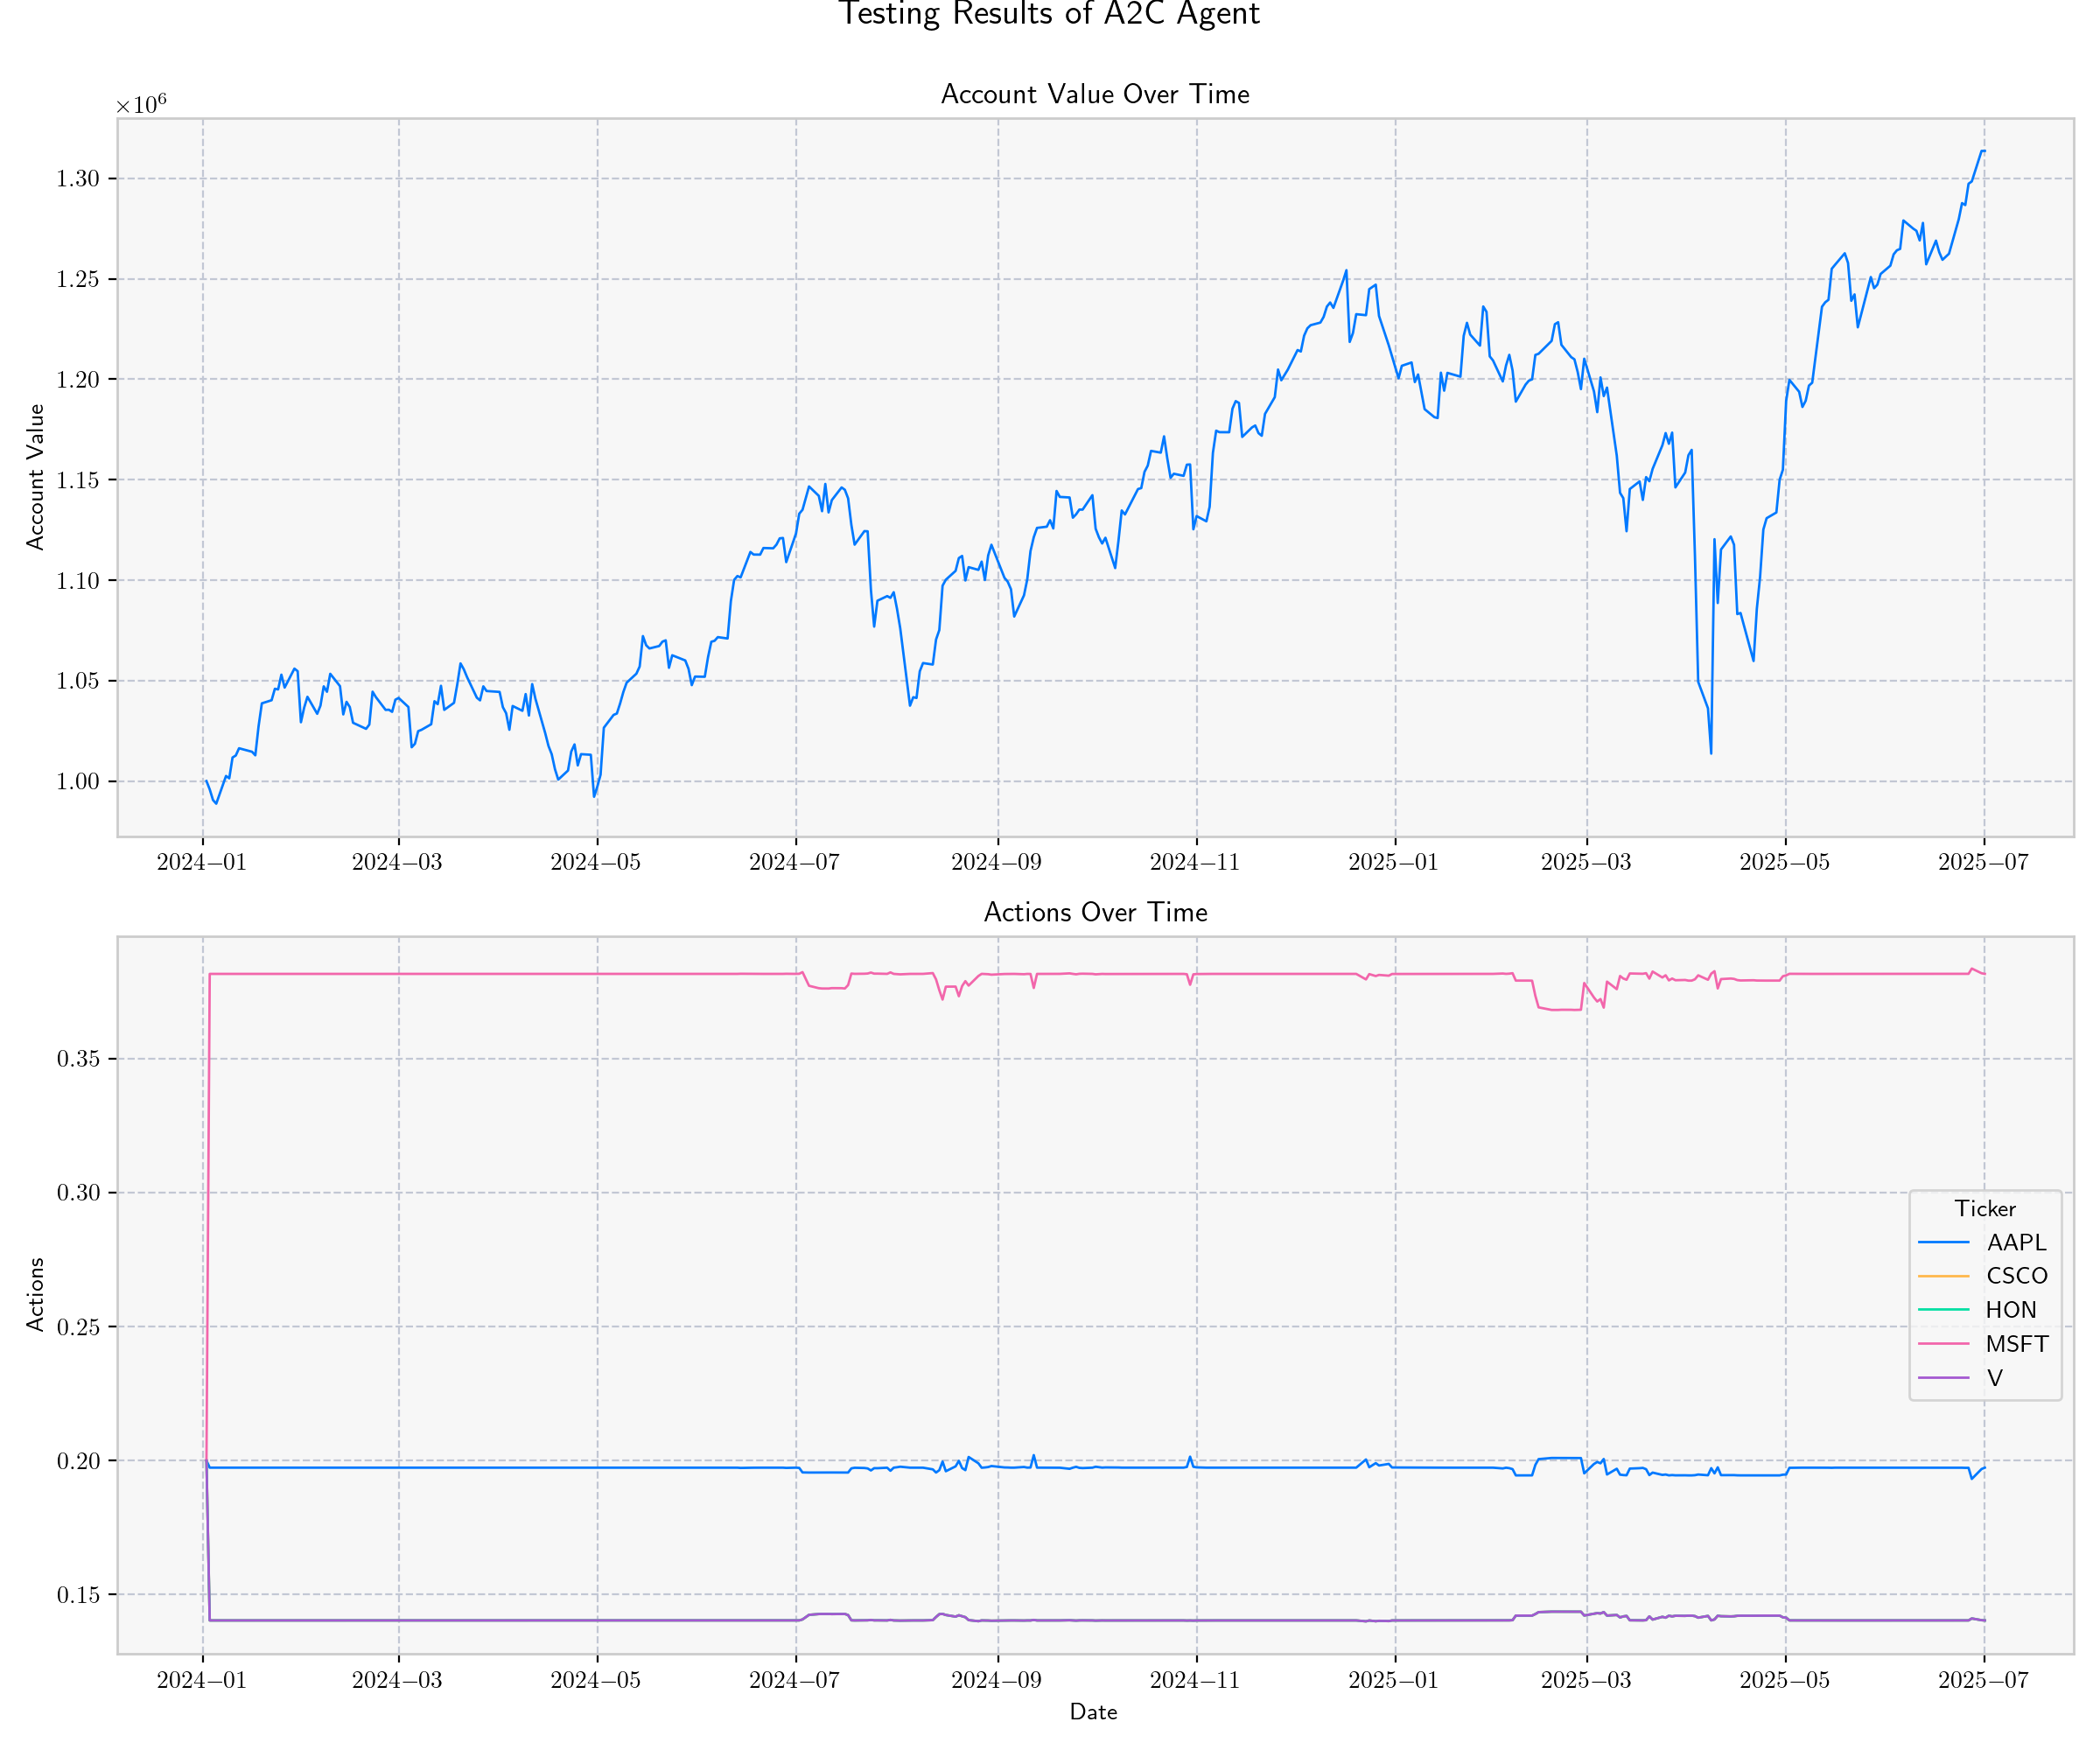 Testing Results of A2C Agent
Account Value Over Time
×10⁶
1.30
1.25
1.20
1.15
1.10
1.05
1.00
Account Value
2024–01 2024–03 2024–05 2024–07 2024–09 2024–11 2025–01 2025–03 2025–05 2025–07
Actions Over Time
0.35
0.30
0.25
0.20
0.15
Actions
Ticker
AAPL
CSCO
HON
MSFT
V
2024–01 2024–03 2024–05 2024–07 2024–09 2024–11 2025–01 2025–03 2025–05 2025–07
Date